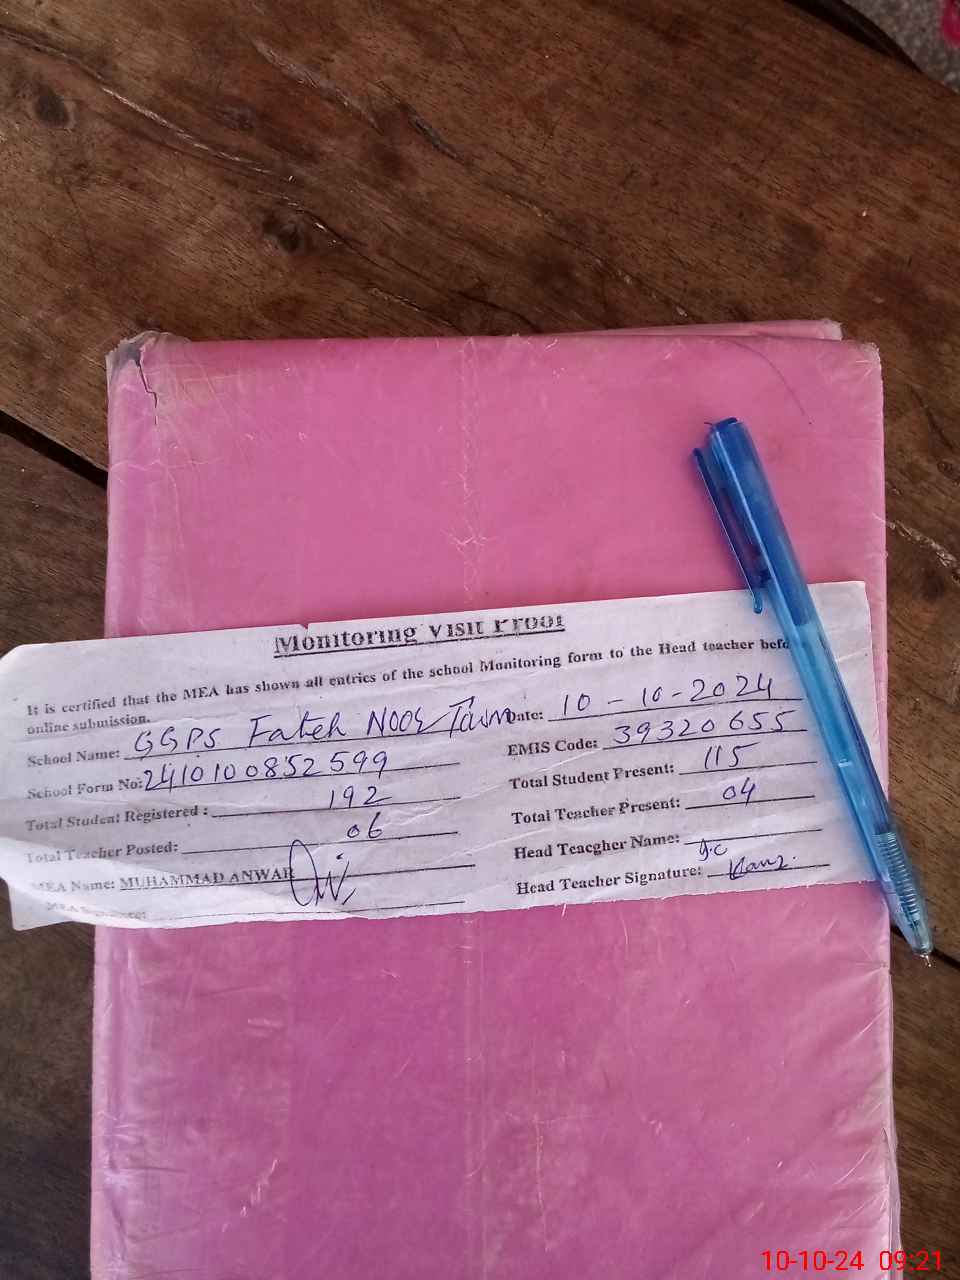 Monitoring Visit Proof
It is certified that the MEA has shown all entries of the school Monitoring form to the Head teacher befo
online submission.
School Name: GGPS Fateh Noor Town Date: 10-10-2024
School Form No: 2410100852599 EMIS Code: 39320655
Total Student Registered : 192 Total Student Present: 115
Total Teacher Posted: 06 Total Teacher Present: 04
MEA Name: MUHAMMAD ANWAR Head Teacgher Name:
Head Teacher Signature:
10-10-24 09:21